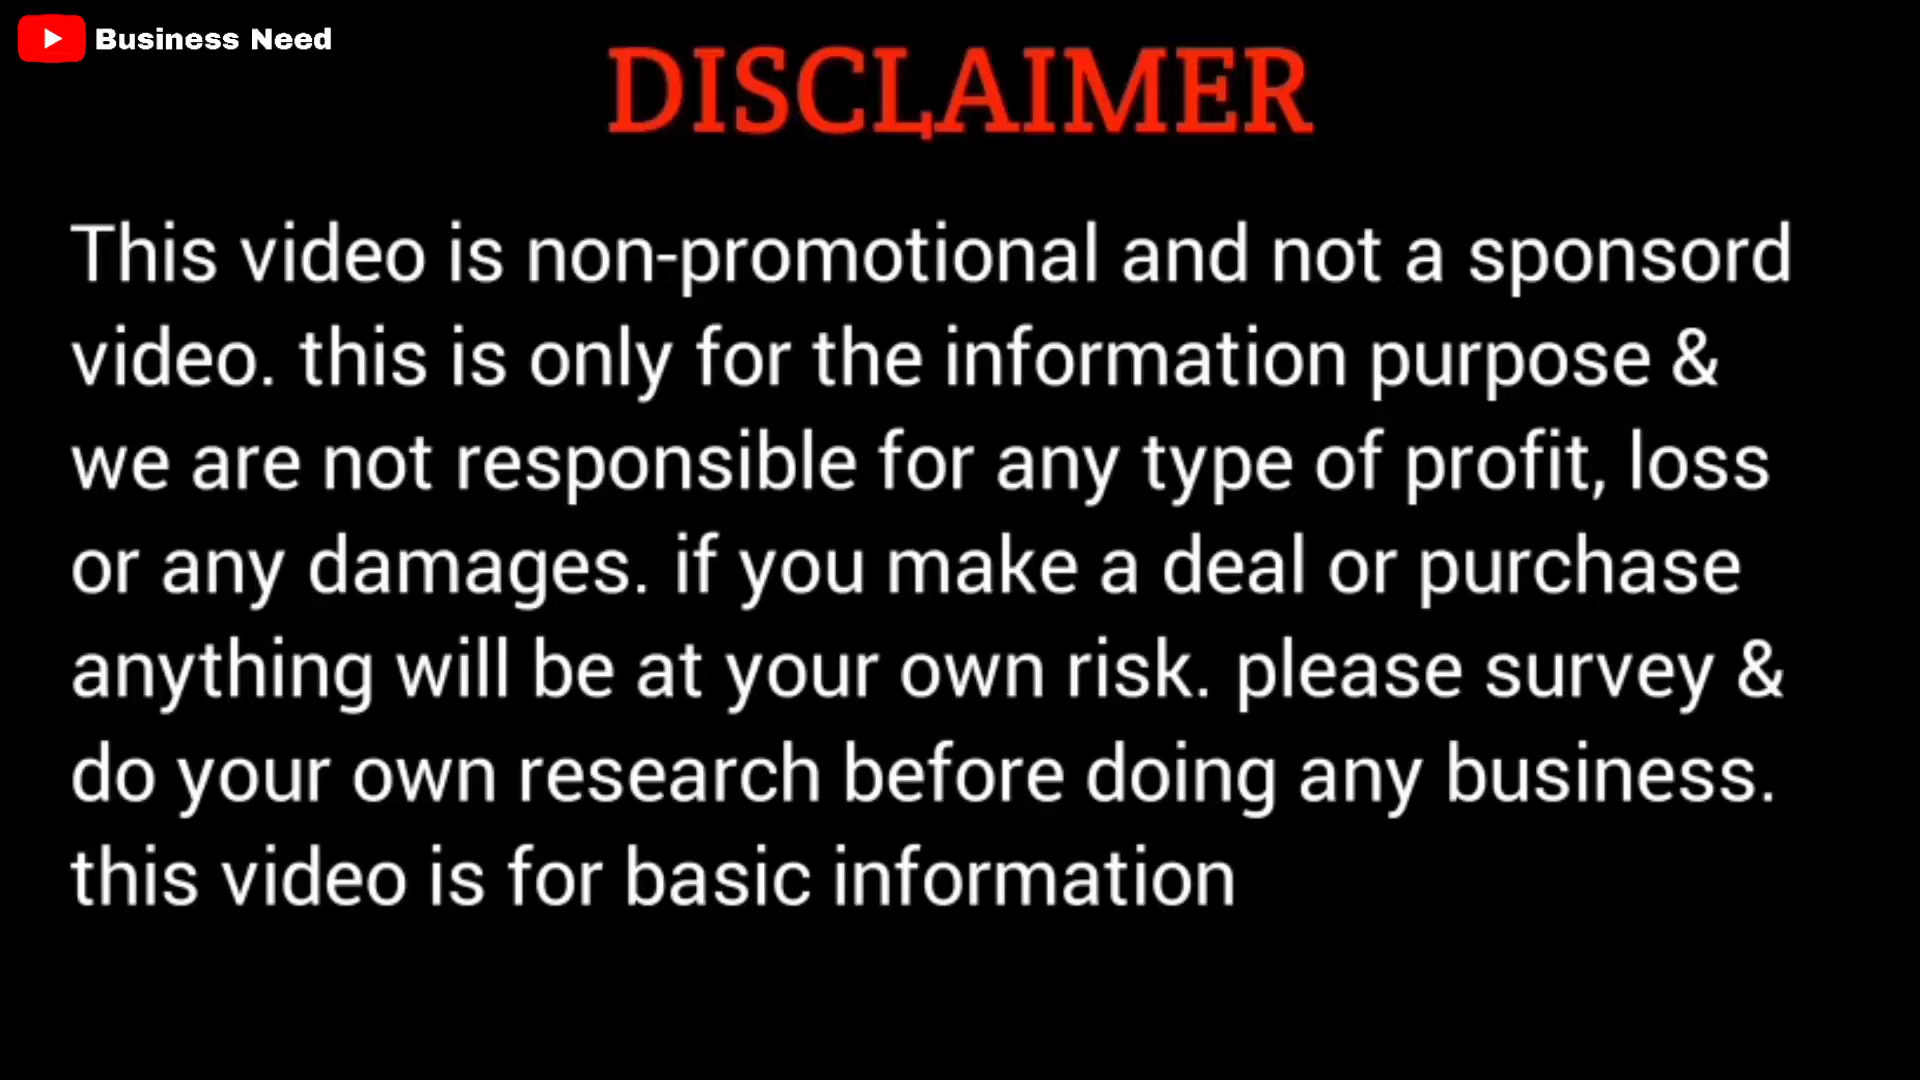 Business Need
DISCLAIMER
This video is non-promotional and not a sponsord
video. this is only for the information purpose &
we are not responsible for any type of profit, loss
or any damages. if you make a deal or purchase
anything will be at your own risk. please survey &
do your own research before doing any business.
this video is for basic information